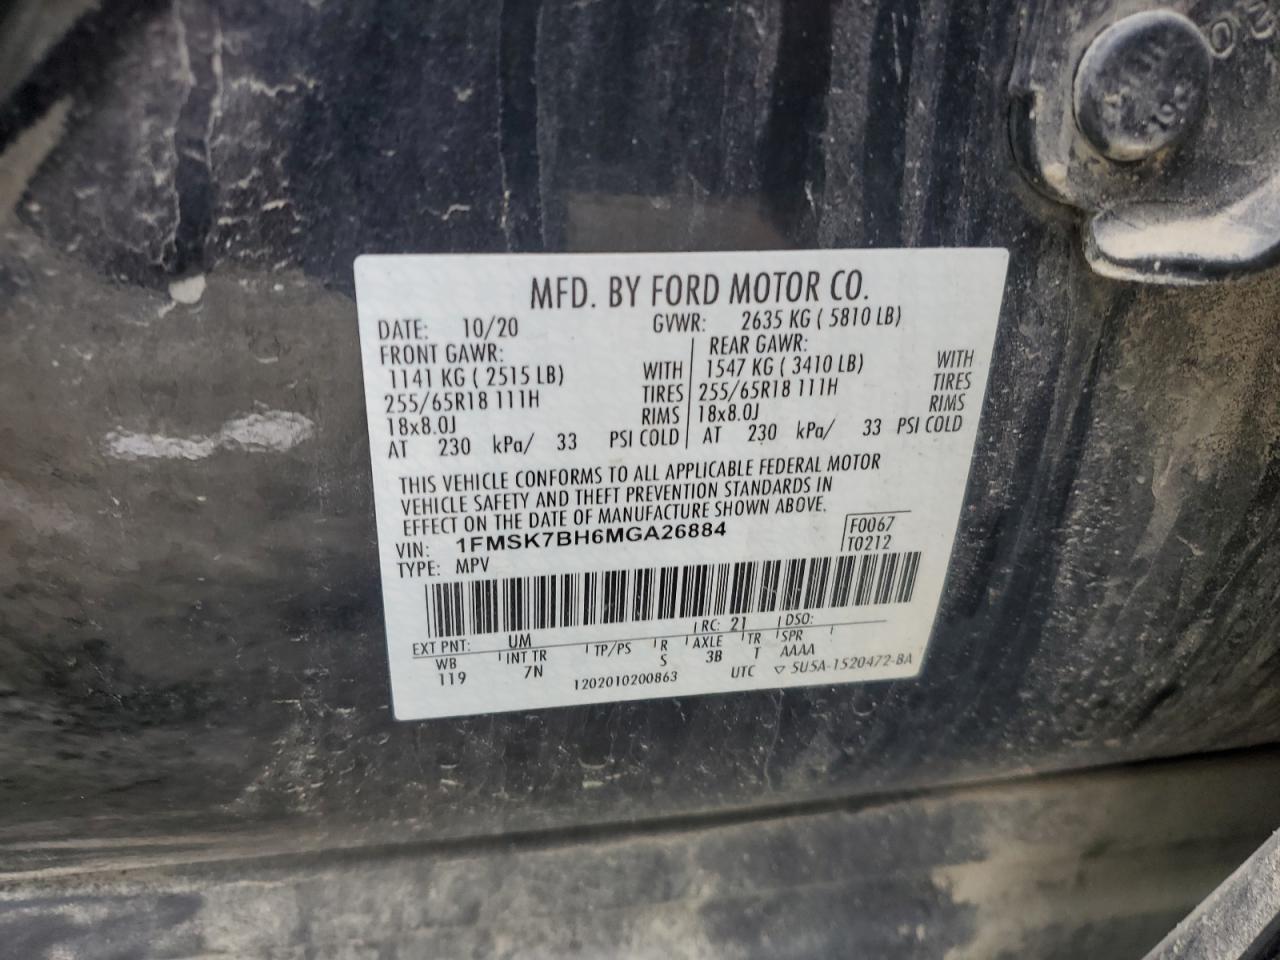 MFD. BY FORD MOTOR CO.
DATE: 10/20 GVWR: 2635 KG ( 5810 LB)
FRONT GAWR: REAR GAWR:
1141 KG ( 2515 LB) WITH 1547 KG ( 3410 LB) WITH
255/65R18 111H TIRES 255/65R18 111H TIRES
18x8.0J RIMS 18x8.0J RIMS
AT 230 kPa/ 33 PSI COLD AT 230 kPa/ 33 PSI COLD
THIS VEHICLE CONFORMS TO ALL APPLICABLE FEDERAL MOTOR
VEHICLE SAFETY AND THEFT PREVENTION STANDARDS IN
EFFECT ON THE DATE OF MANUFACTURE SHOWN ABOVE.
VIN: 1FMSK7BH6MGA26884 F0067
TYPE: MPV T0212
EXT PNT: UM RC: 21 DSO:
WB INT TR TP/PS R AXLE TR SPR
119 7N S 3B T AAAA
1202010200863 UTC ▽ 5U5A-1520472-BA